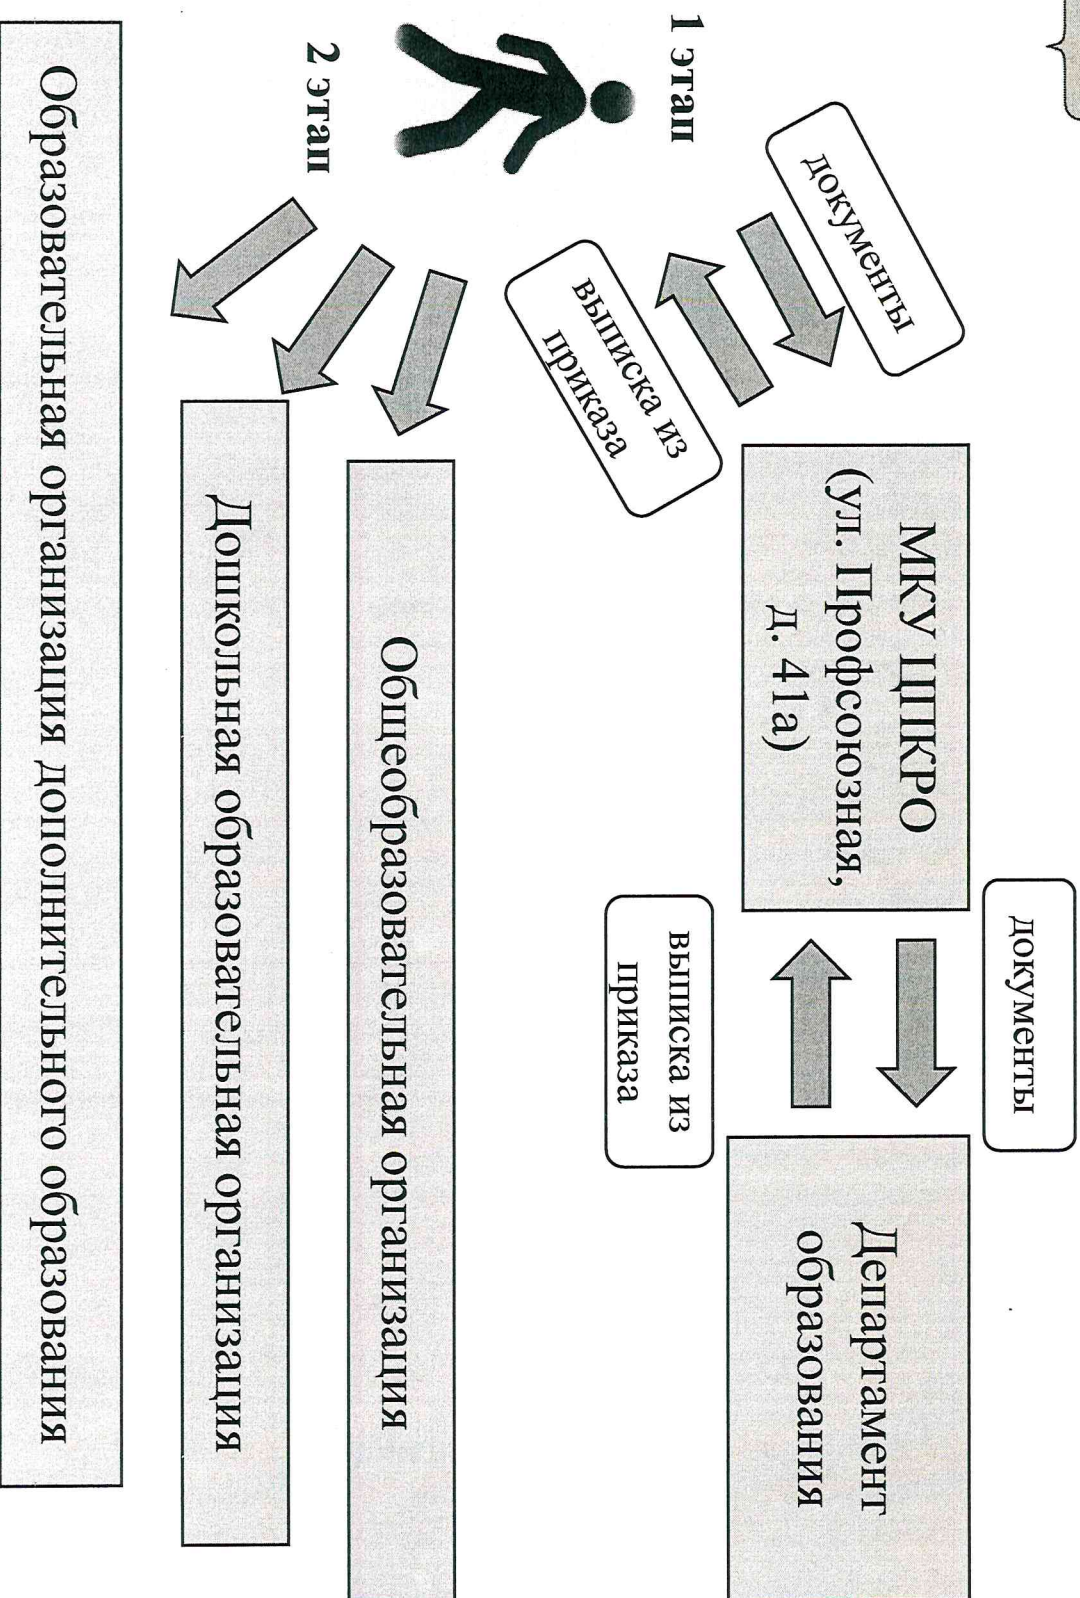 документы
1 этап
МКУ ЦПКРО
(ул. Профсоюзная,
д. 41а)
документы
Департамент
образования
выписка из
приказа
выписка из
приказа
2 этап
Общеобразовательная организация
Дошкольная образовательная организация
Образовательная организация дополнительного образования